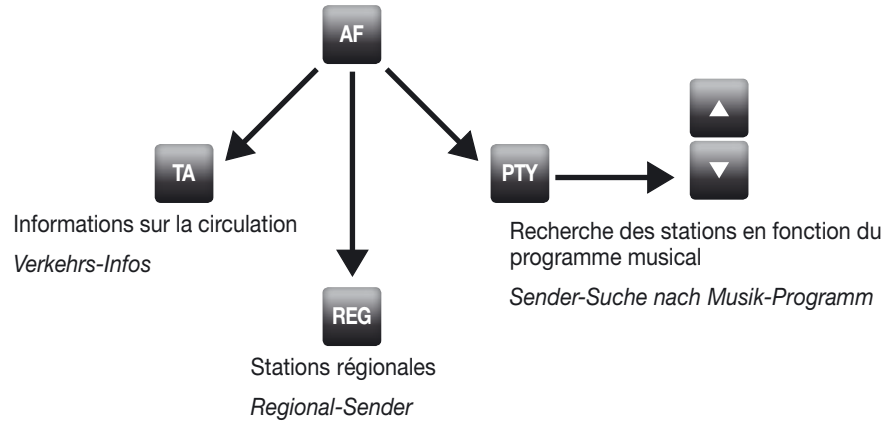 AF
TA
Informations sur la circulation
Verkehrs-Infos
PTY
▲
▼
Recherche des stations en fonction du
programme musical
Sender-Suche nach Musik-Programm
REG
Stations régionales
Regional-Sender